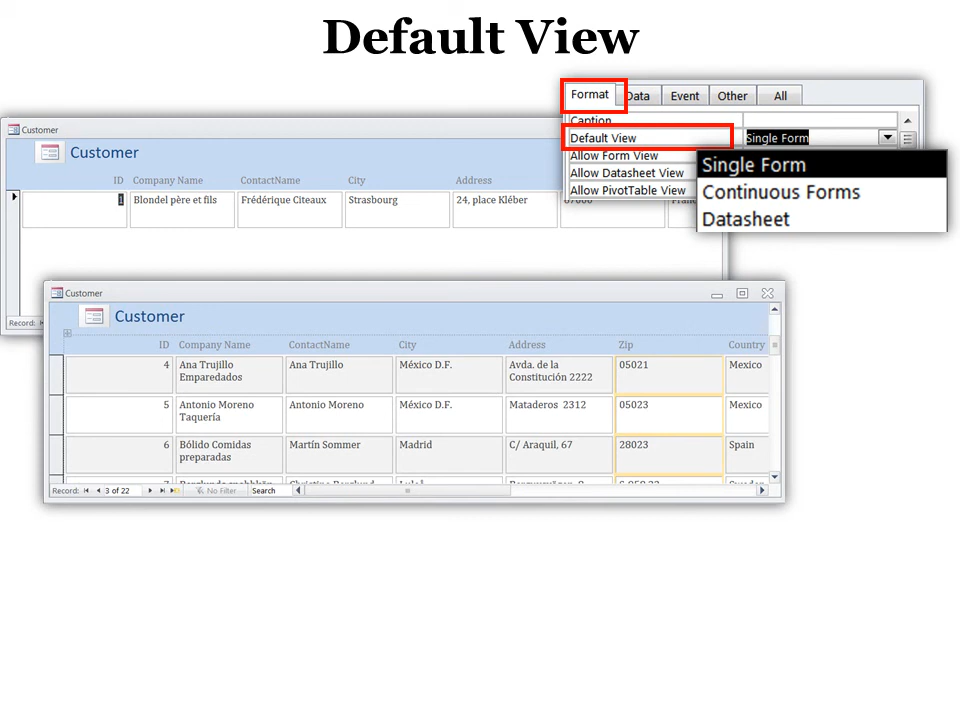 Default View
Format Data Event Other All
Caption
Default View Single Form
Allow Form View
Allow Datasheet View
Allow PivotTable View
Single Form
Continuous Forms
Datasheet
Customer
Customer
ID Company Name ContactName City Address
1 Blondel père et fils Frédérique Citeaux Strasbourg 24, place Kléber 67000
Record:
Customer
Customer
ID Company Name ContactName City Address Zip Country
4 Ana Trujillo Ana Trujillo México D.F. Avda. de la 05021 Mexico
Emparedados Constitución 2222
5 Antonio Moreno Antonio Moreno México D.F. Mataderos 2312 05023 Mexico
Taquería
6 Bólido Comidas Martín Sommer Madrid C/ Araquil, 67 28023 Spain
preparadas
Record: 3 of 22 No Filter Search